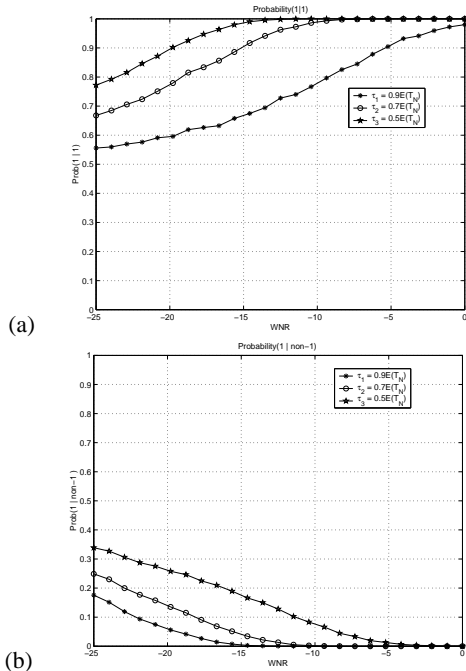 Probability(1|1)
1
0.9
0.8
0.7
0.6
0.5
0.4
0.3
0.2
0.1
0
Prob(1 | 1)
τ1 = 0.9E(TN)
τ2 = 0.7E(TN)
τ3 = 0.5E(TN)
−25 −20 −15 −10 −5 0
WNR
(a)
Probability(1 | non−1)
1
0.9
0.8
0.7
0.6
0.5
0.4
0.3
0.2
0.1
0
Prob(1 | non−1 )
τ1 = 0.9E(TN)
τ2 = 0.7E(TN)
τ3 = 0.5E(TN)
−25 −20 −15 −10 −5 0
WNR
(b)